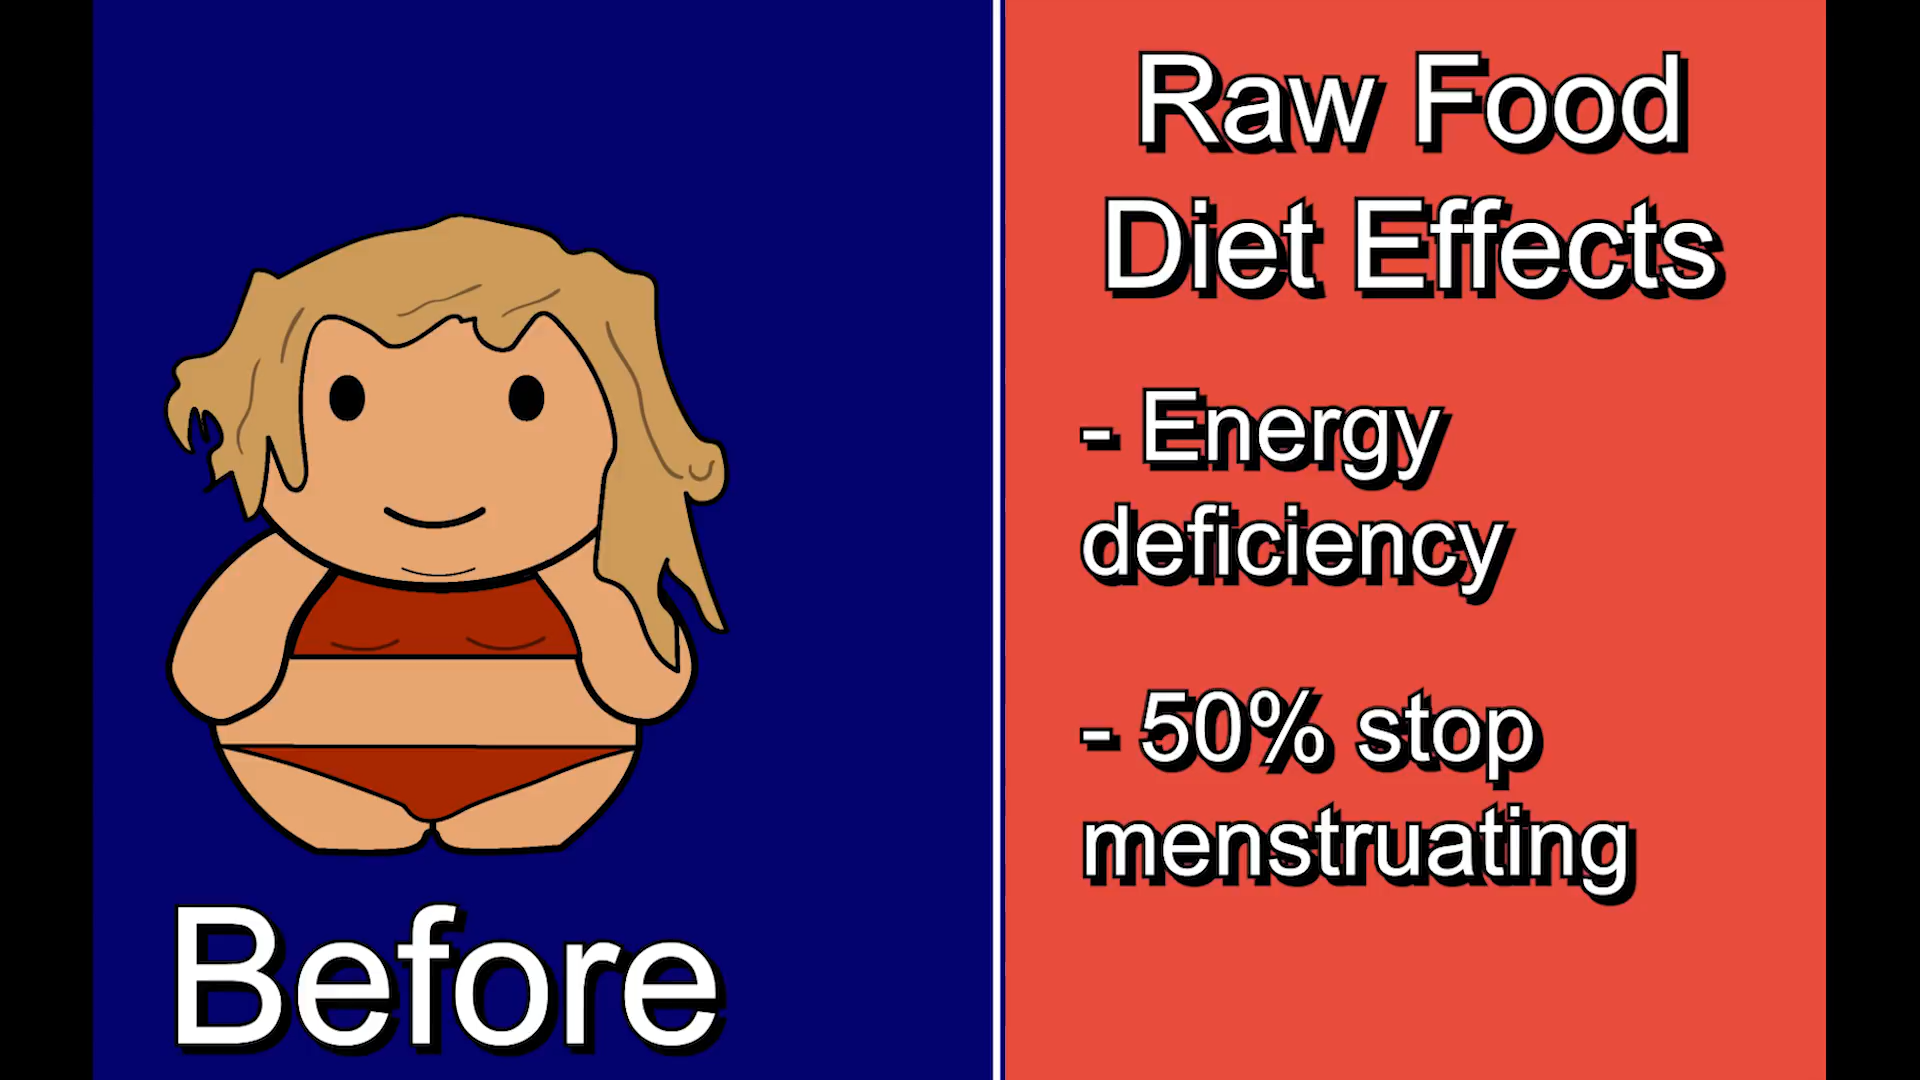 Raw Food
Diet Effects
- Energy
deficiency
- 50% stop
menstruating
Before